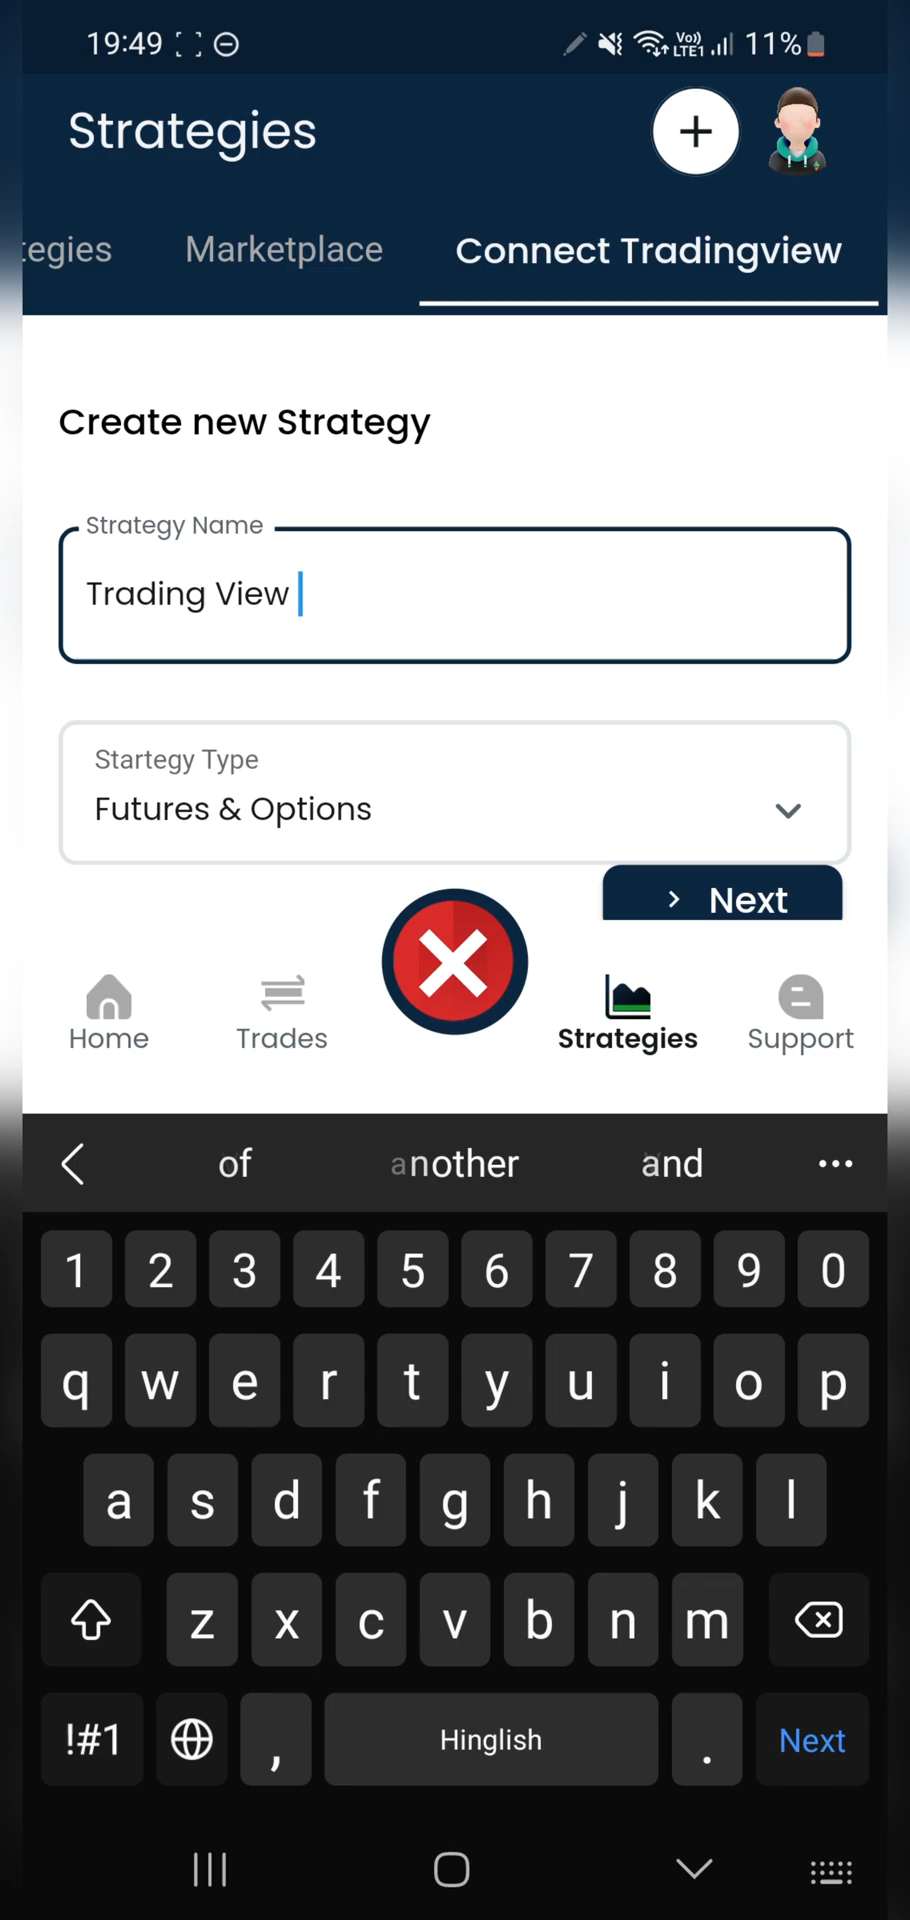 19:49 Vo)) LTE1 11%
Strategies +
tegies Marketplace Connect Tradingview
Create new Strategy
Strategy Name
Trading View
Startegy Type
Futures & Options
> Next
Home Trades Strategies Support
of another and ...
1 2 3 4 5 6 7 8 9 0
q w e r t y u i o p
a s d f g h j k l
z x c v b n m
!#1 , Hinglish . Next